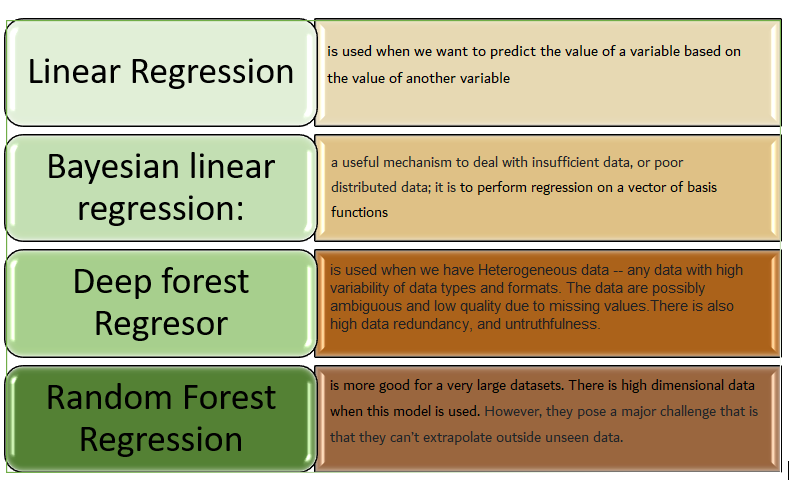 Linear Regression
is used when we want to predict the value of a variable based on
the value of another variable
Bayesian linear
regression:
a useful mechanism to deal with insufficient data, or poor
distributed data; it is to perform regression on a vector of basis
functions
Deep forest
Regresor
is used when we have Heterogeneous data -- any data with high
variability of data types and formats. The data are possibly
ambiguous and low quality due to missing values.There is also
high data redundancy, and untruthfulness.
Random Forest
Regression
is more good for a very large datasets. There is high dimensional data
when this model is used. However, they pose a major challenge that is
that they can't extrapolate outside unseen data.